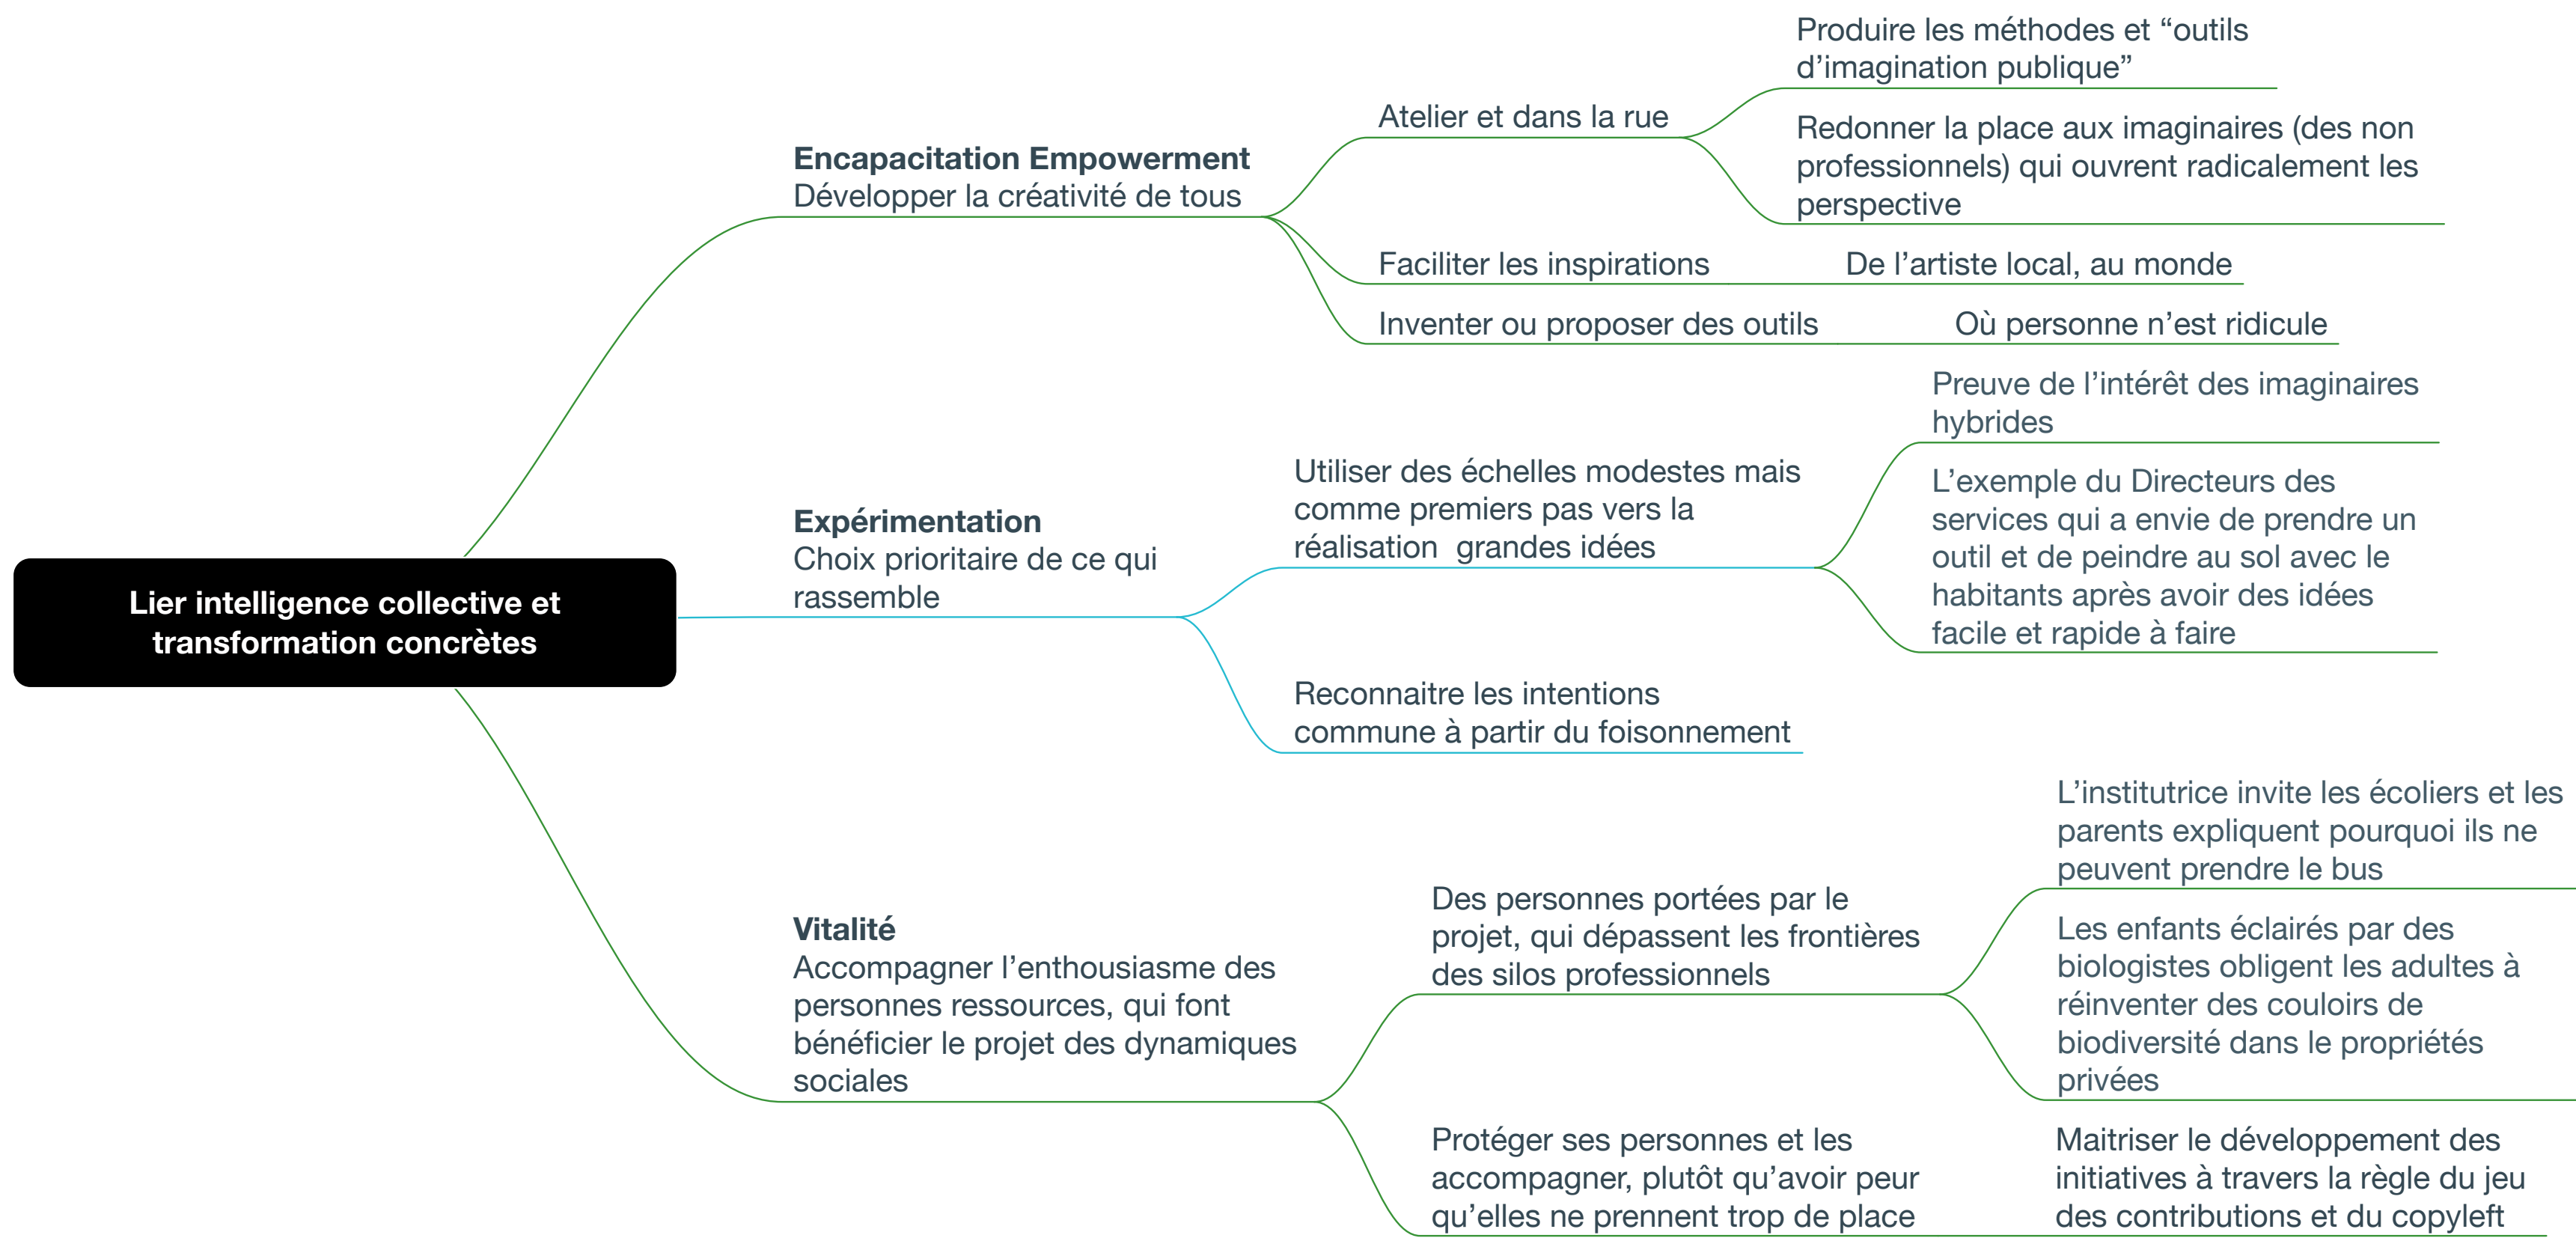 Produire les méthodes et “outils
d’imagination publique”
Atelier et dans la rue
Redonner la place aux imaginaires (des non
professionnels) qui ouvrent radicalement les
perspective
Encapacitation Empowerment
Développer la créativité de tous
Faciliter les inspirations
De l’artiste local, au monde
Inventer ou proposer des outils
Où personne n’est ridicule
Preuve de l’intérêt des imaginaires
hybrides
Utiliser des échelles modestes mais
comme premiers pas vers la
réalisation  grandes idées
L’exemple du Directeurs des
services qui a envie de prendre un
outil et de peindre au sol avec le
habitants après avoir des idées
facile et rapide à faire
Expérimentation
Choix prioritaire de ce qui
rassemble
Lier intelligence collective et
transformation concrètes
Reconnaitre les intentions
commune à partir du foisonnement
L’institutrice invite les écoliers et les
parents expliquent pourquoi ils ne
peuvent prendre le bus
Des personnes portées par le
projet, qui dépassent les frontières
des silos professionnels
Les enfants éclairés par des
biologistes obligent les adultes à
réinventer des couloirs de
biodiversité dans le propriétés
privées
Vitalité
Accompagner l’enthousiasme des
personnes ressources, qui font
bénéficier le projet des dynamiques
sociales
Protéger ses personnes et les
accompagner, plutôt qu’avoir peur
qu’elles ne prennent trop de place
Maitriser le développement des
initiatives à travers la règle du jeu
des contributions et du copyleft